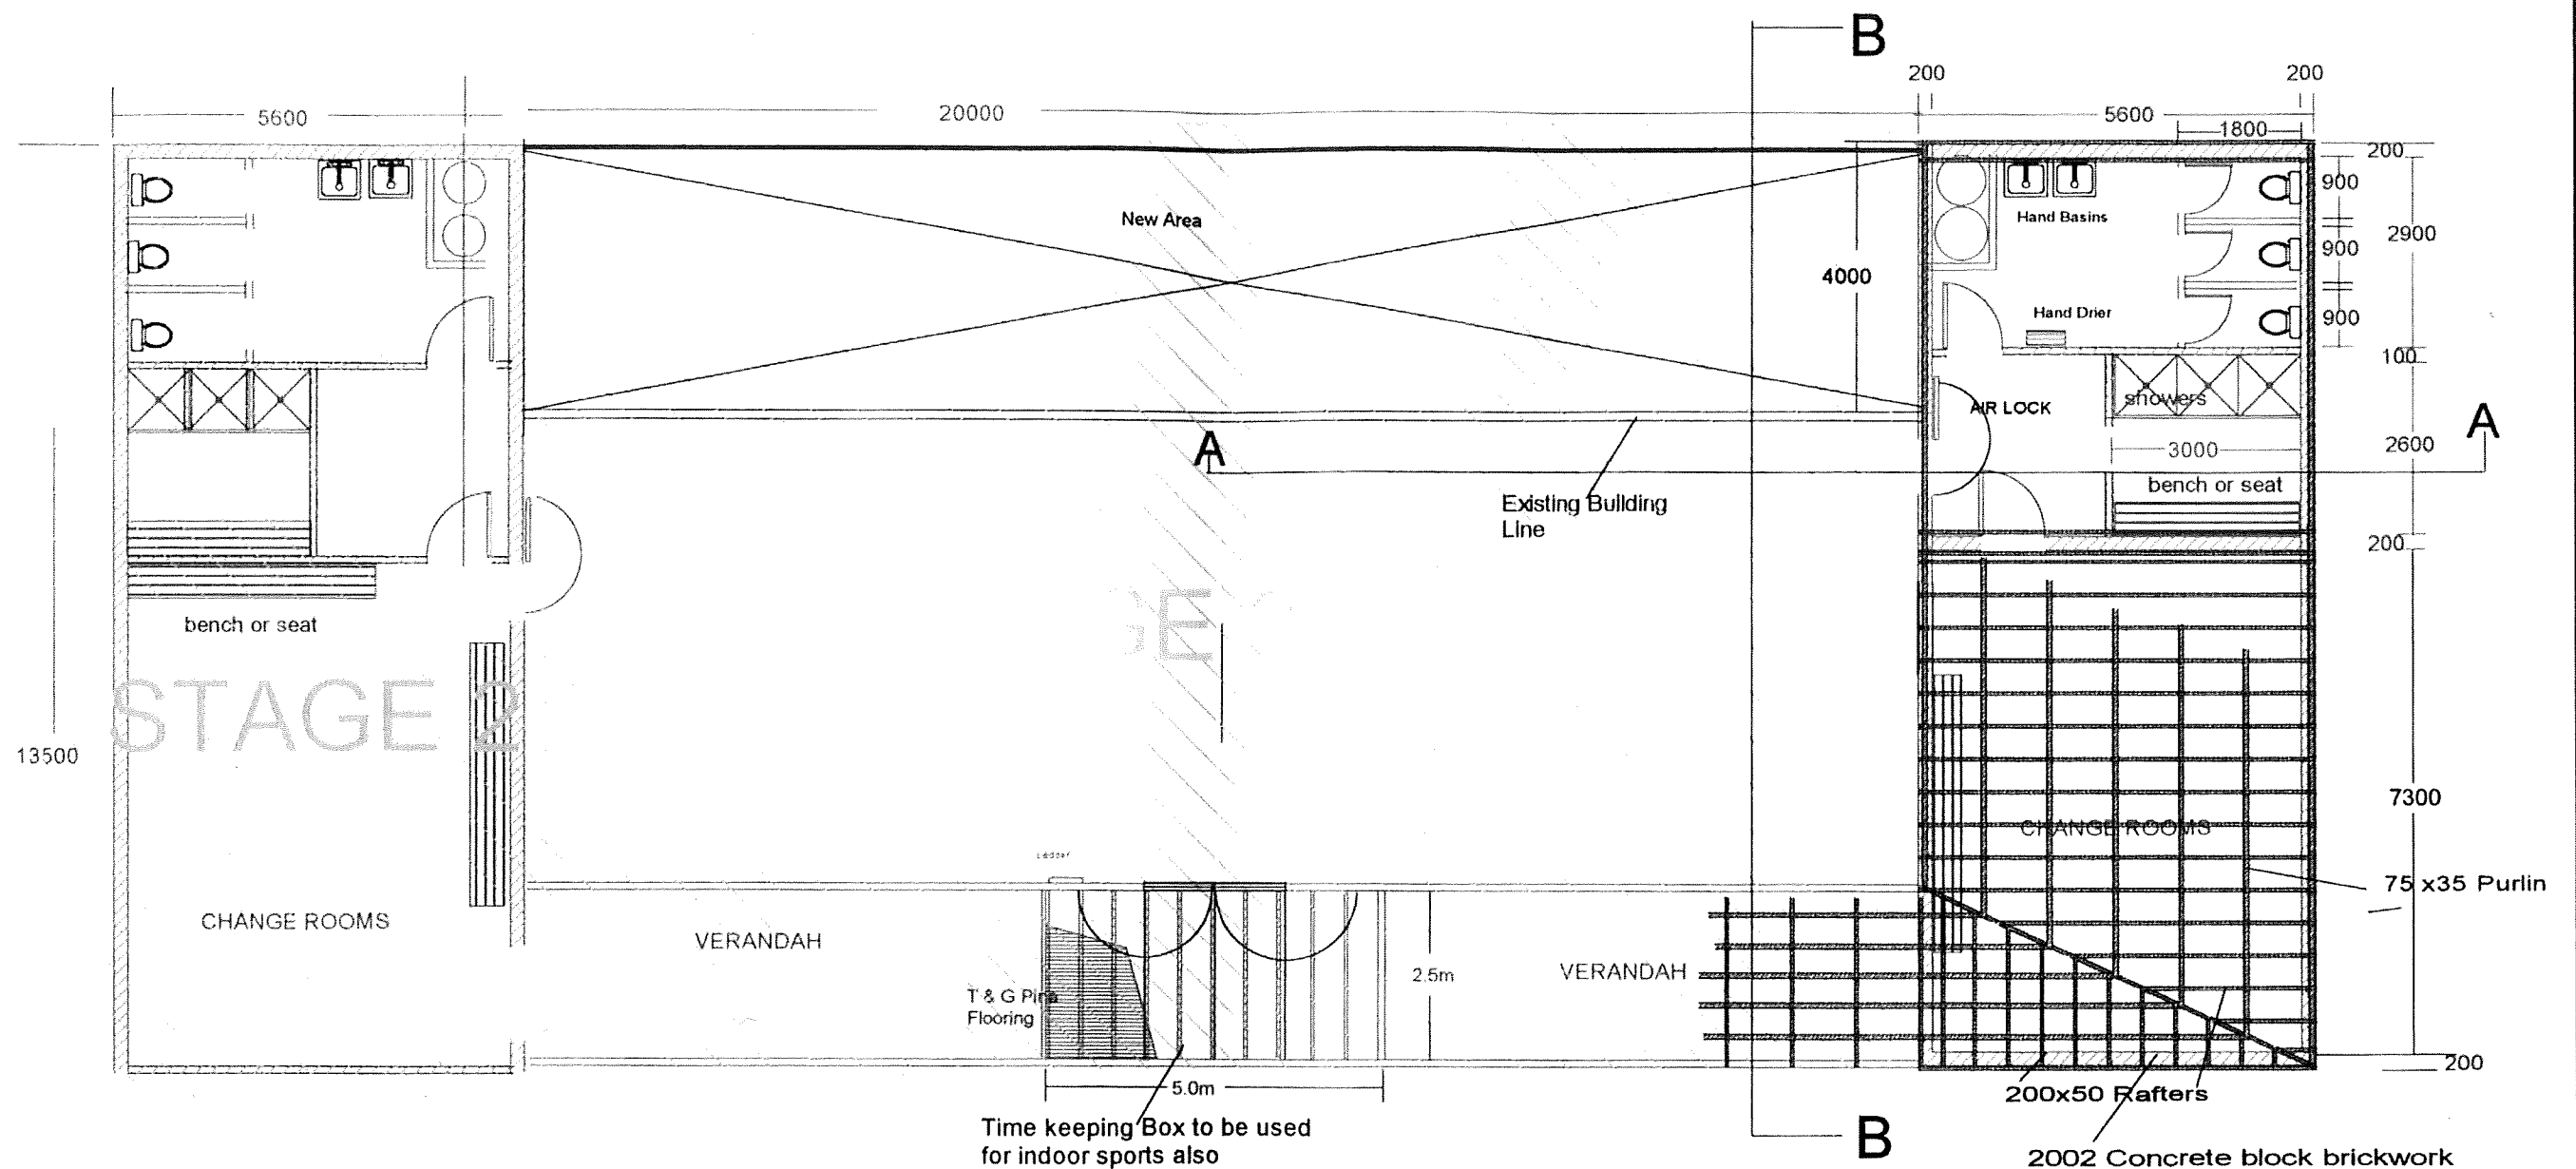 B
200
200
5600
20000
5600
1800
200
900
2900
900
900
100
New Area
4000
Hand Basins
Hand Drier
AIR LOCK
showers
A
A
2600
3000
bench or seat
Existing Building
LIne
200
bench or seat
STAGE 2
GE
13500
7300
CHANGE ROOMS
Ledder
75 x35 Purlin
CHANGE ROOMS
VERANDAH
VERANDAH
2.5m
T & G Pine
Flooring
5.0m
200
200x50 Rafters
Time keeping Box to be used
for indoor sports also
B
2002 Concrete block brickwork